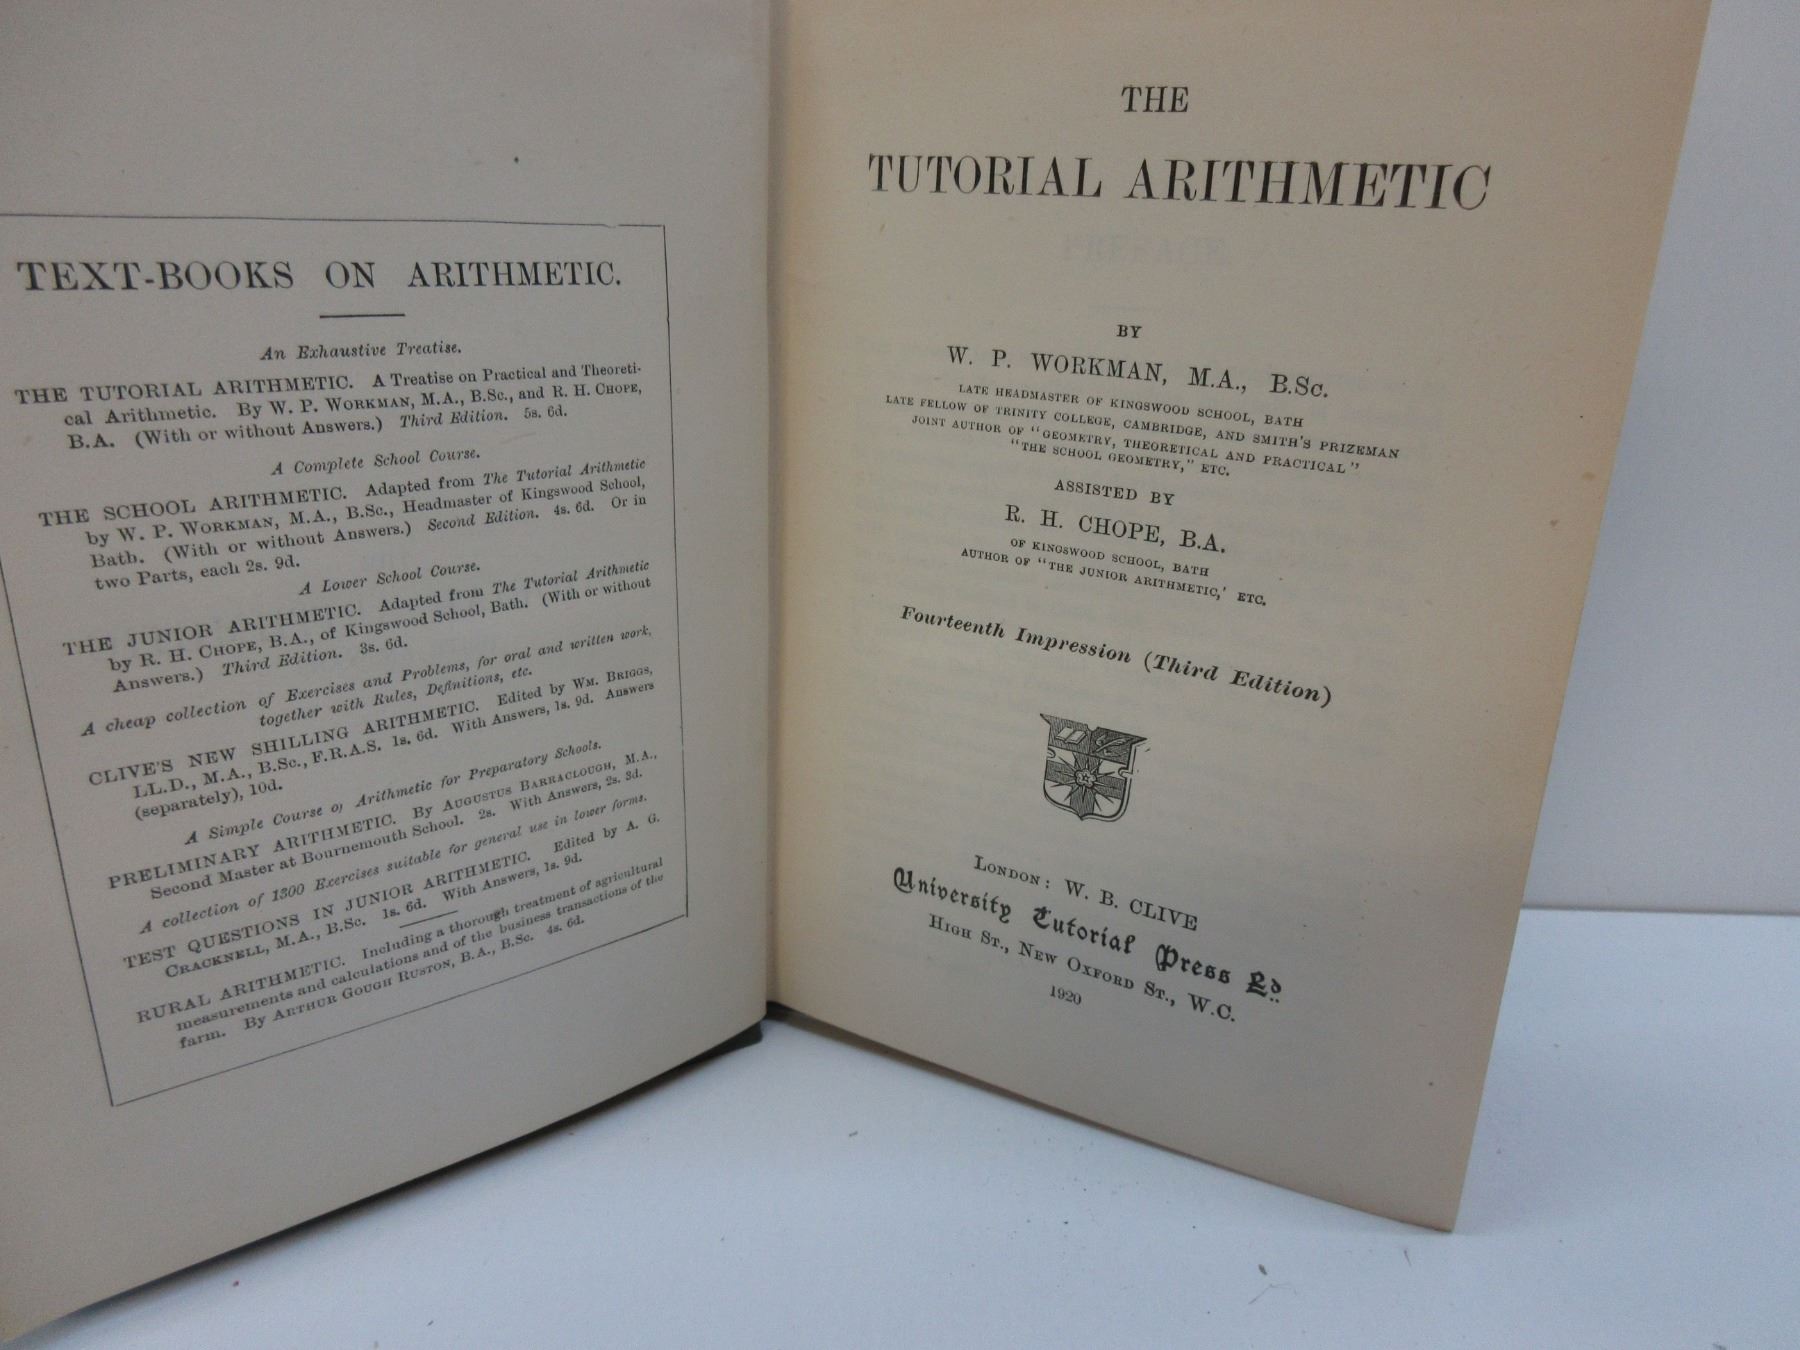 TEXT-BOOKS ON ARITHMETIC.
An Exhaustive Treatise.
THE TUTORIAL ARITHMETIC. A Treatise on Practical and Theoreti-
cal Arithmetic. By W. P. WORKMAN, M.A., B.Sc., and R. H. CHOPE,
B.A. (With or without Answers.) Third Edition. 5s. 6d.
A Complete School Course.
THE SCHOOL ARITHMETIC. Adapted from The Tutorial Arithmetic
by W. P. WORKMAN, M.A., B.Sc., Headmaster of Kingswood School,
Bath. (With or without Answers.) Second Edition. 4s. 6d. Or in
two Parts, each 2s. 9d.
A Lower School Course.
THE JUNIOR ARITHMETIC. Adapted from The Tutorial Arithmetic
by R. H. CHOPE, B.A., of Kingswood School, Bath. (With or without
Answers.) Third Edition. 3s. 6d.
A cheap collection of Exercises and Problems, for oral and written work,
together with Rules, Definitions, etc.
CLIVE'S NEW SHILLING ARITHMETIC. Edited by WM. BRIGGS,
LL.D., M.A., B.Sc., F.R.A.S. 1s. 6d. With Answers, 1s. 9d. Answers
(separately), 10d.
A Simple Course of Arithmetic for Preparatory Schools.
PRELIMINARY ARITHMETIC. By AUGUSTUS BARRACLOUGH, M.A.,
Second Master at Bournemouth School. 2s. With Answers, 2s. 3d.
A collection of 1300 Exercises suitable for general use in lower forms.
TEST QUESTIONS IN JUNIOR ARITHMETIC. Edited by A. G.
CRACKNELL, M.A., B.Sc. 1s. 6d. With Answers, 1s. 9d.
RURAL ARITHMETIC. Including a thorough treatment of agricultural
measurements and calculations and of the business transactions of the
farm. By ARTHUR GOUGH RUSTON, B.A., B.Sc. 4s. 6d.
THE
TUTORIAL ARITHMETIC
BY
W. P. WORKMAN, M.A., B.Sc.
LATE HEADMASTER OF KINGSWOOD SCHOOL, BATH
LATE FELLOW OF TRINITY COLLEGE, CAMBRIDGE, AND SMITH'S PRIZEMAN
JOINT AUTHOR OF "GEOMETRY, THEORETICAL AND PRACTICAL"
"THE SCHOOL GEOMETRY," ETC.
ASSISTED BY
R. H. CHOPE, B.A.
OF KINGSWOOD SCHOOL, BATH
AUTHOR OF "THE JUNIOR ARITHMETIC,' ETC.
Fourteenth Impression (Third Edition)
LONDON: W. B. CLIVE
University Tutorial Press Ld.
HIGH ST., NEW OXFORD ST., W.C.
1920